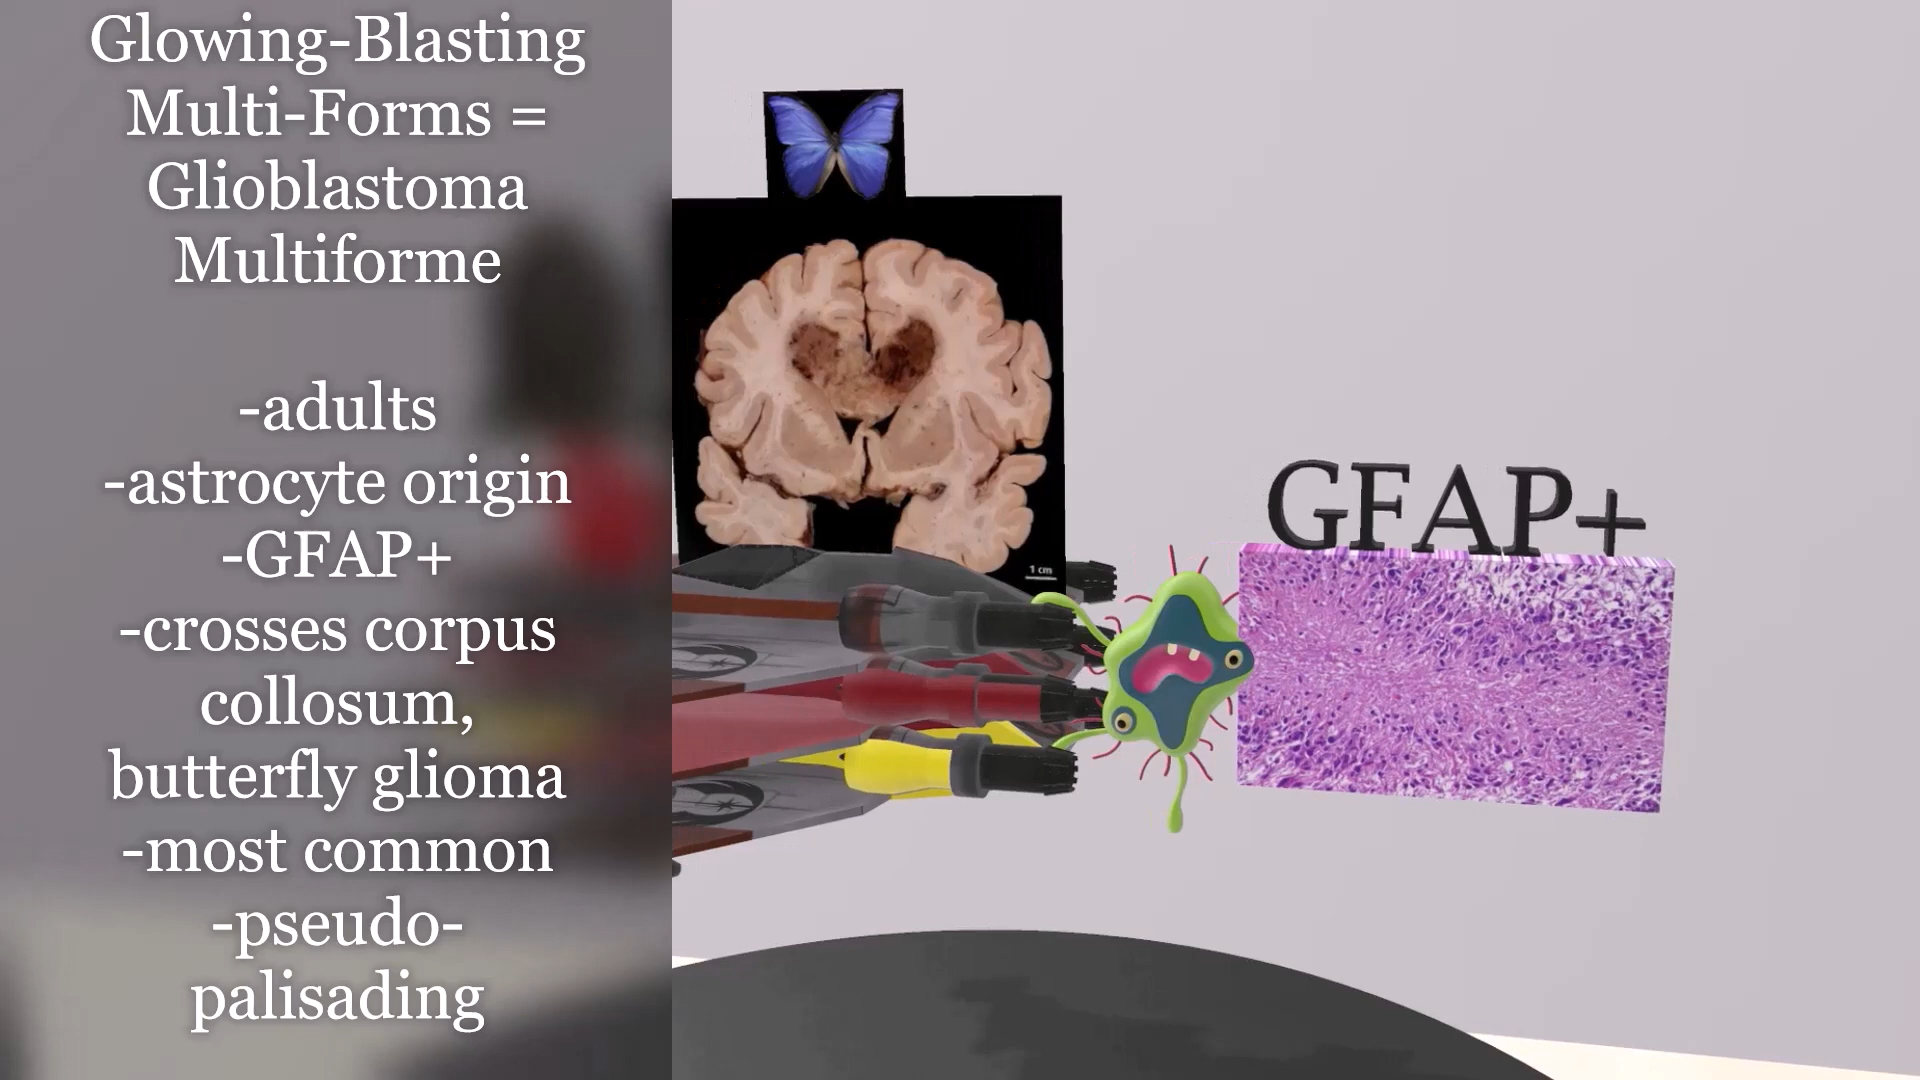 Glowing-Blasting
Multi-Forms =
Glioblastoma
Multiforme
-adults
-astrocyte origin
-GFAP+
-crosses corpus
collosum,
butterfly glioma
-most common
-pseudo-
palisading
1 cm
GFAP+